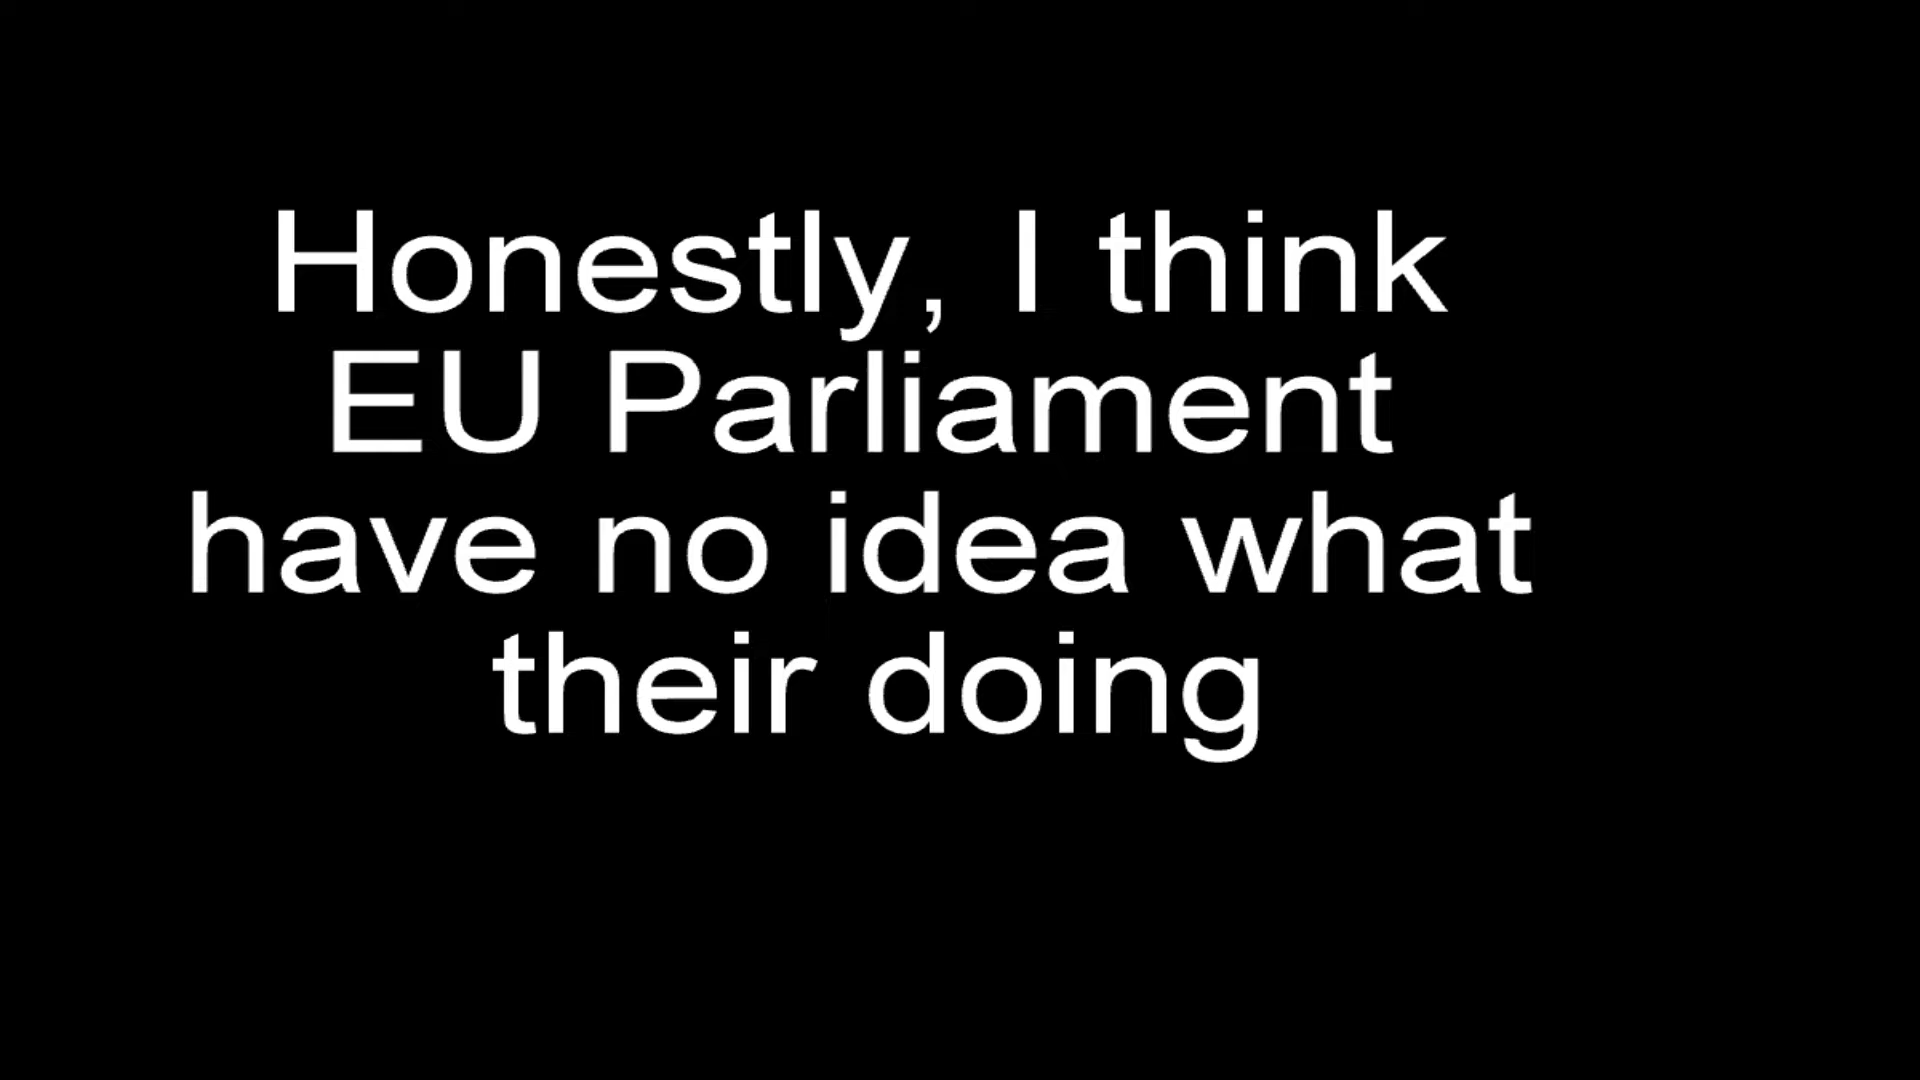 Honestly, I think
EU Parliament
have no idea what
their doing